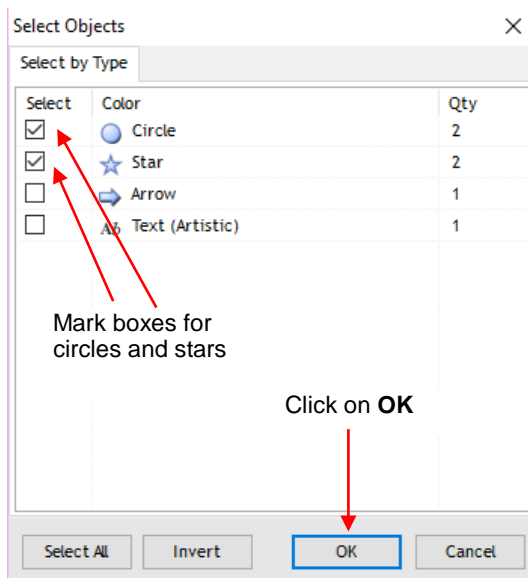 Select Objects
Select by Type
Select Color Qty
Circle 2
Star 2
Arrow 1
Ab Text (Artistic) 1
Mark boxes for
circles and stars
Click on OK
Select All Invert OK Cancel